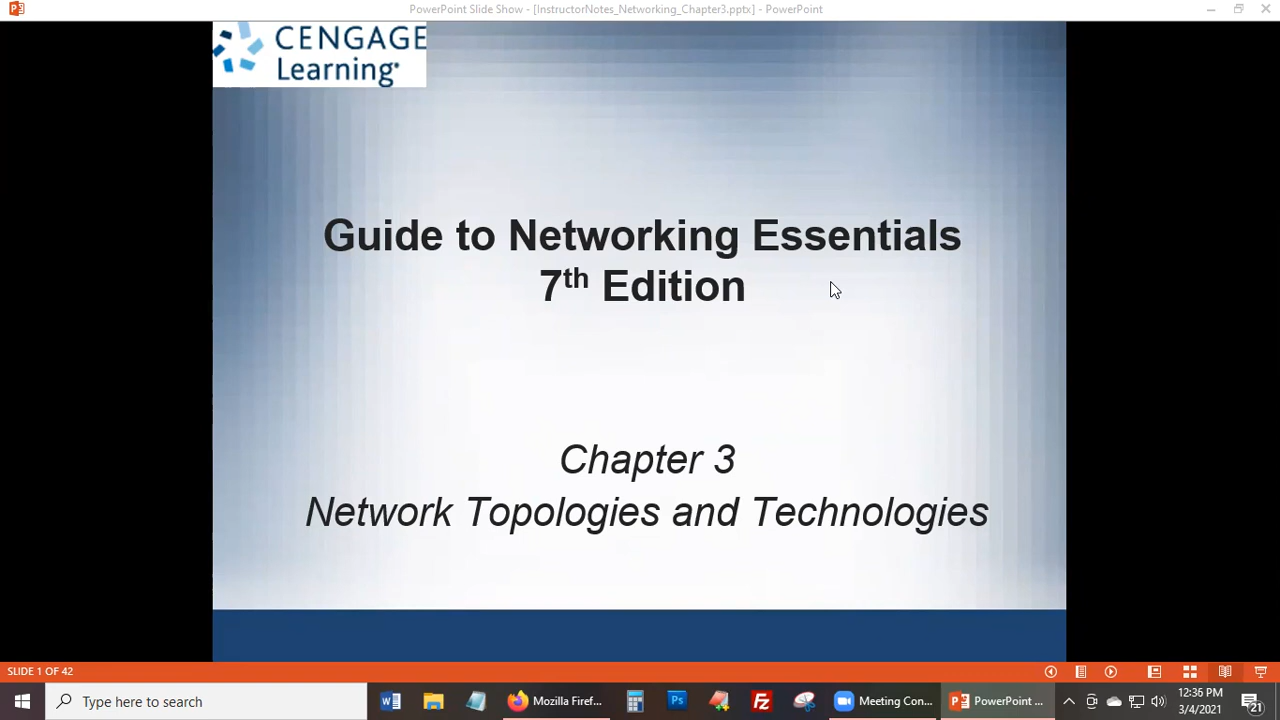 PowerPoint Slide Show - [InstructorNotes_Networking_Chapter3.pptx] - PowerPoint
CENGAGE
Learning®
Guide to Networking Essentials
7th Edition
Chapter 3
Network Topologies and Technologies
SLIDE 1 OF 42
Type here to search
Mozilla Firef...
Meeting Con...
PowerPoint ...
12:36 PM
3/4/2021
21